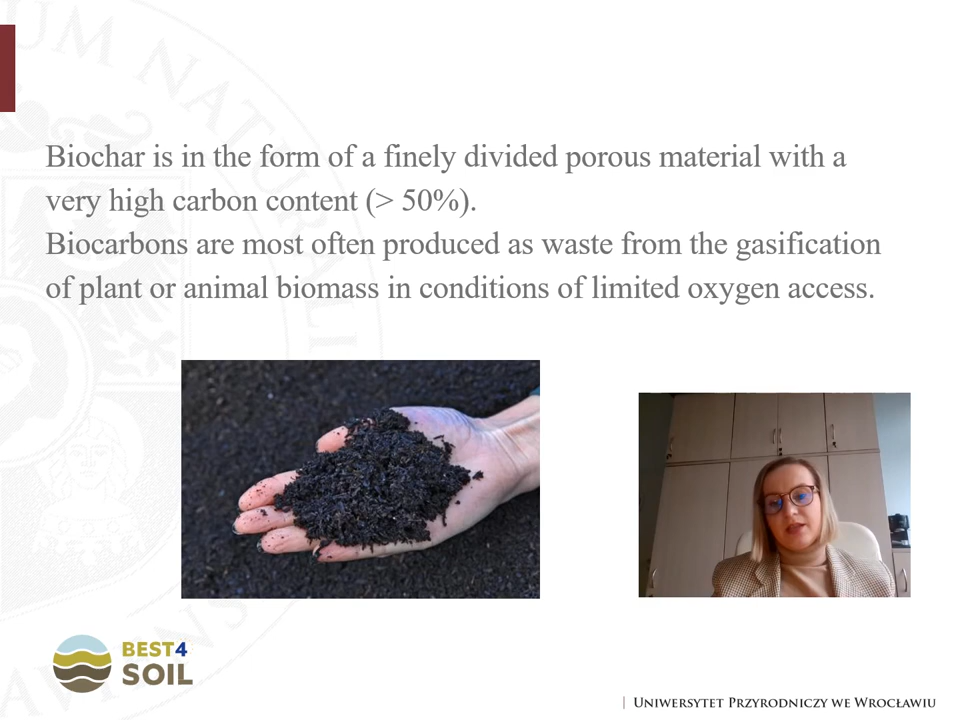 Biochar is in the form of a finely divided porous material with a
very high carbon content (> 50%).
Biocarbons are most often produced as waste from the gasification
of plant or animal biomass in conditions of limited oxygen access.
BEST4
SOIL
| Uniwersytet Przyrodniczy we Wrocławiu